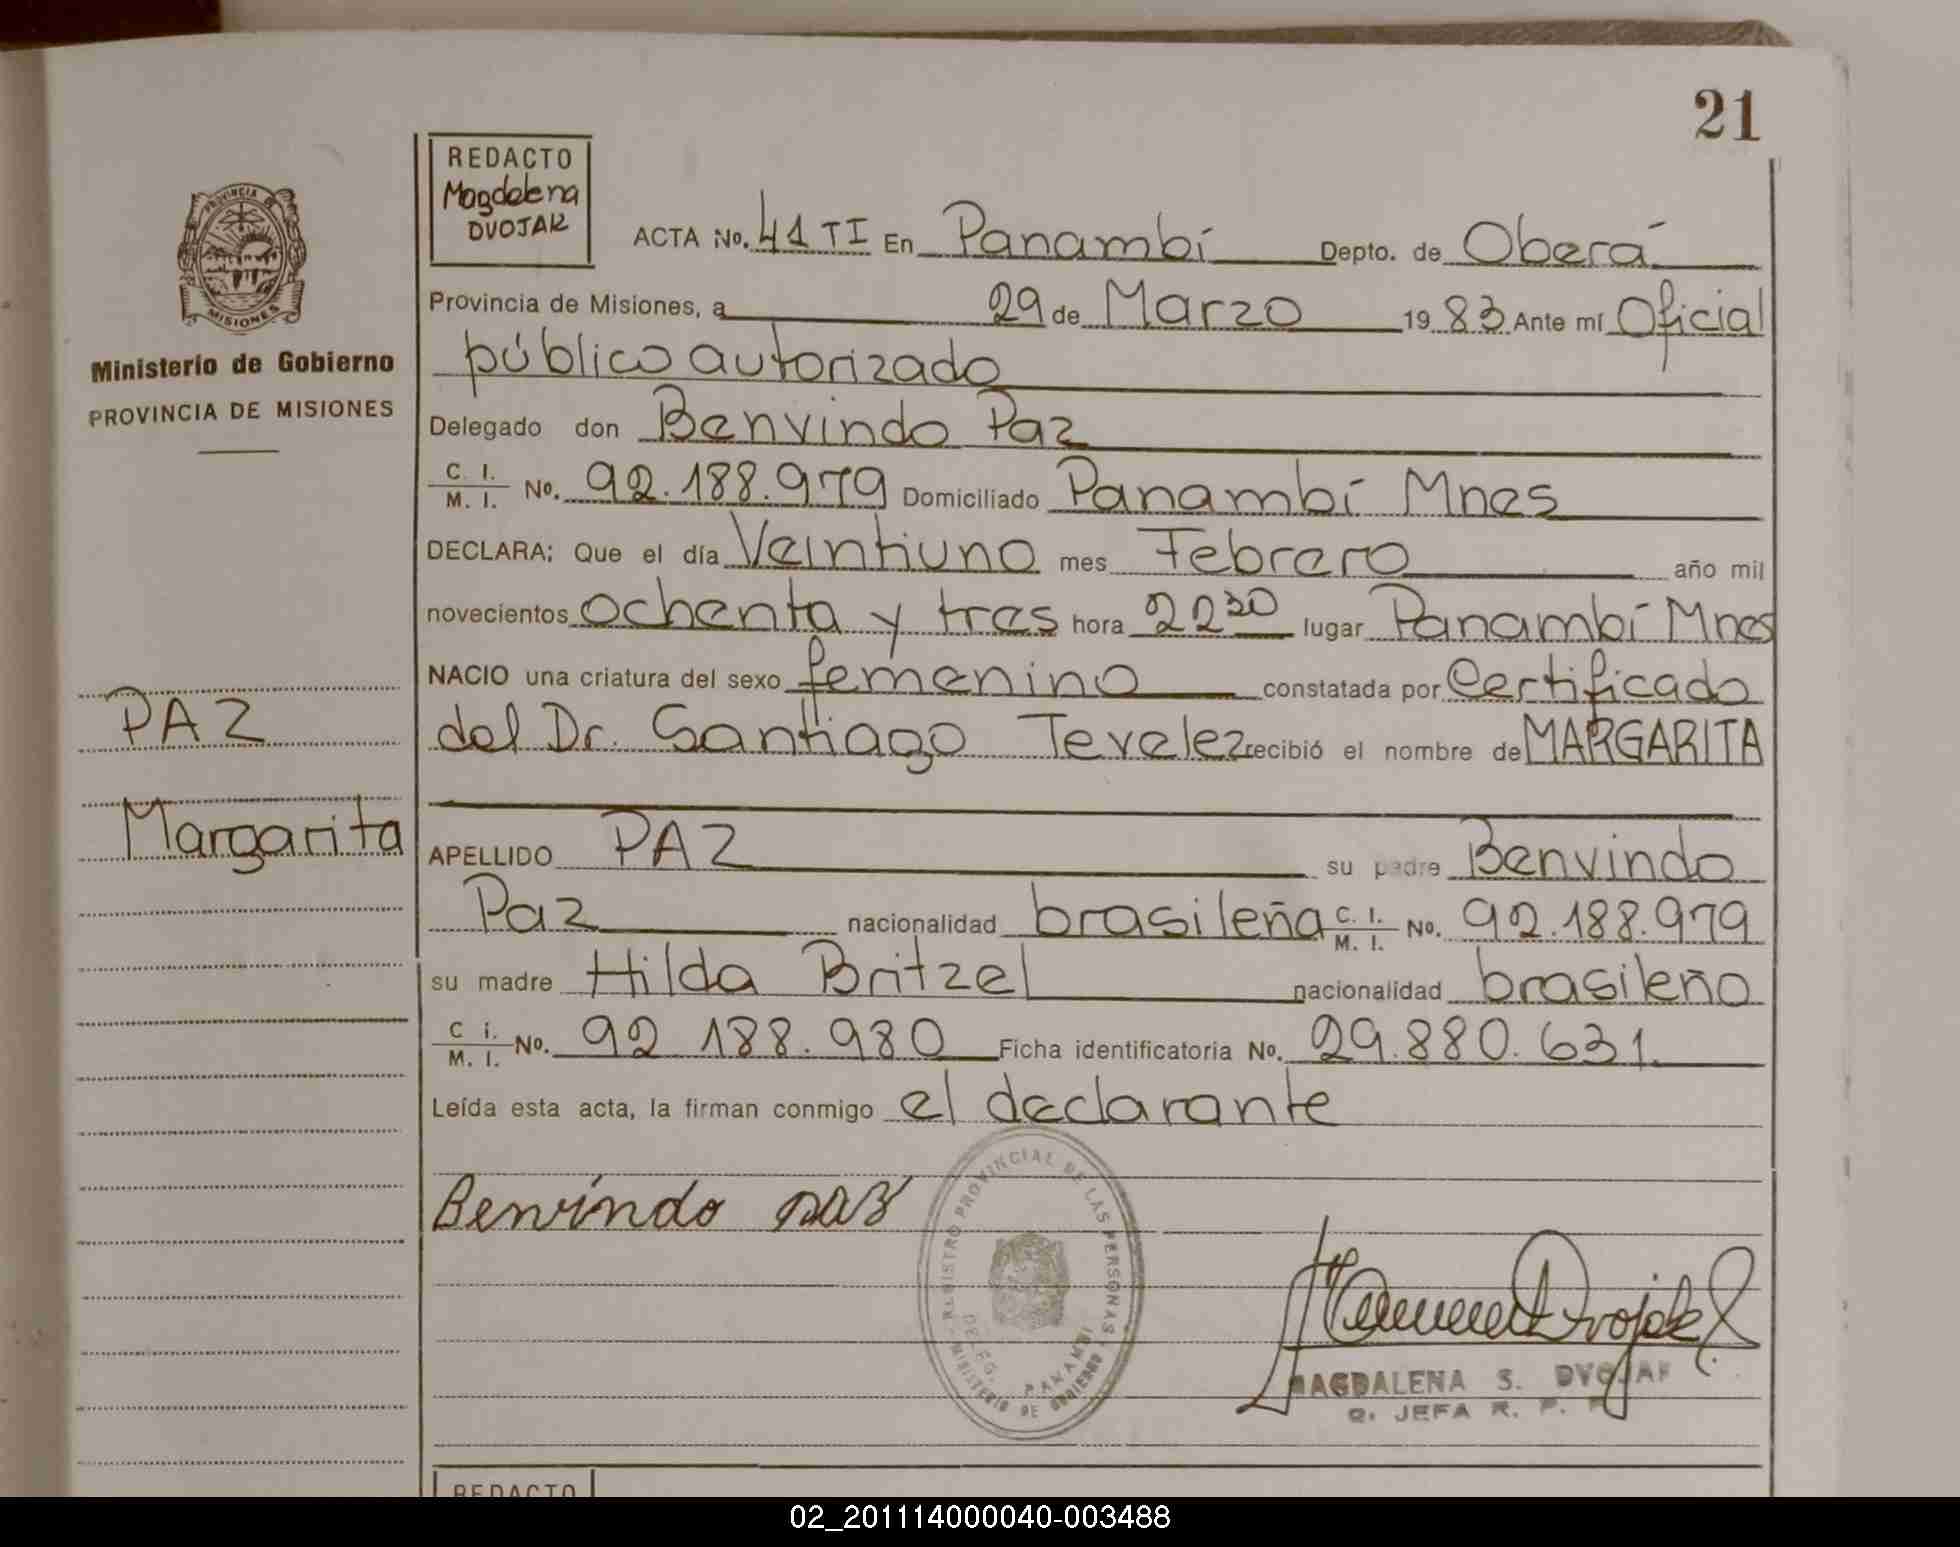 21
REDACTO
Magdalena
DVOJAK
ACTA No. 41 TI En Panambí Depto. de Oberá
Provincia de Misiones, a 29 de Marzo 1983 Ante mí Oficial
público autorizado
Delegado don Benvindo Paz
C. I.
M. I. No. 92.188.979 Domiciliado Panambí Mnes
DECLARA: Que el día Veintiuno mes Febrero año mil
novecientos ochenta y tres hora 22 30 lugar Panambí Mnes
NACIO una criatura del sexo femenino constatada por Certificado
del Dr. Santiago Tevelez recibió el nombre de MARGARITA
APELLIDO PAZ su padre Benvindo
Paz nacionalidad brasileña C. I. M. I. No. 92.188.979
su madre Hilda Britzel nacionalidad brasileña
C i. M. I. No. 92 188.980 Ficha identificatoria No. 29.880.631.
Leída esta acta, la firman conmigo el declarante
Benvindo paz
REGISTRO PROVINCIAL DE LAS PERSONAS
DELEG. PANAMBI
MINISTERIO DE GOBIERNO
MAGDALENA S. DVOJAK
JEFA R. P.
REDACTO
PROVINCIA DE
MISIONES
Ministerio de Gobierno
PROVINCIA DE MISIONES
PAZ
Margarita
02_201114000040-003488